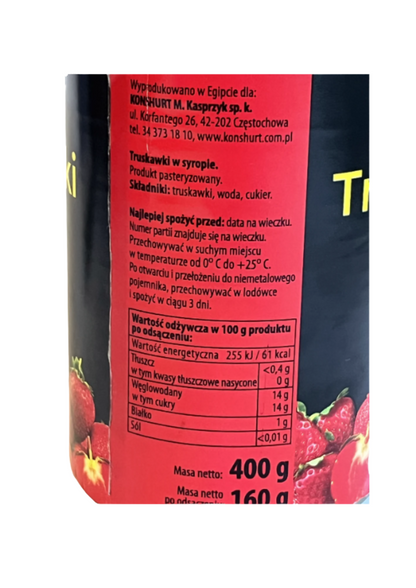 Wyprodukowano w Egipcie dla:
KONSHURT M. Kasprzyk sp. k.
ul. Korfantego 26, 42-202 Częstochowa
tel. 34 373 18 10, www.konshurt.com.pl
Truskawki w syropie.
Produkt pasteryzowany.
Składniki: truskawki, woda, cukier.
Najlepiej spożyć przed: data na wieczku.
Numer partii znajduje się na wieczku.
Przechowywać w suchym miejscu
w temperaturze od 0° C do +25° C.
Po otwarciu i przełożeniu do niemetalowego
pojemnika, przechowywać w lodówce
i spożyć w ciągu 3 dni.
Wartość odżywcza w 100 g produktu
po odsączeniu:
Wartość energetyczna 255 kJ / 61 kcal
Tłuszcz <0,4 g
w tym kwasy tłuszczowe nasycone 0 g
Węglowodany 14 g
w tym cukry 14 g
Białko 1 g
Sól <0,01 g
Masa netto: 400 g
Masa netto
po odsączeniu 160 g
ki
Tr